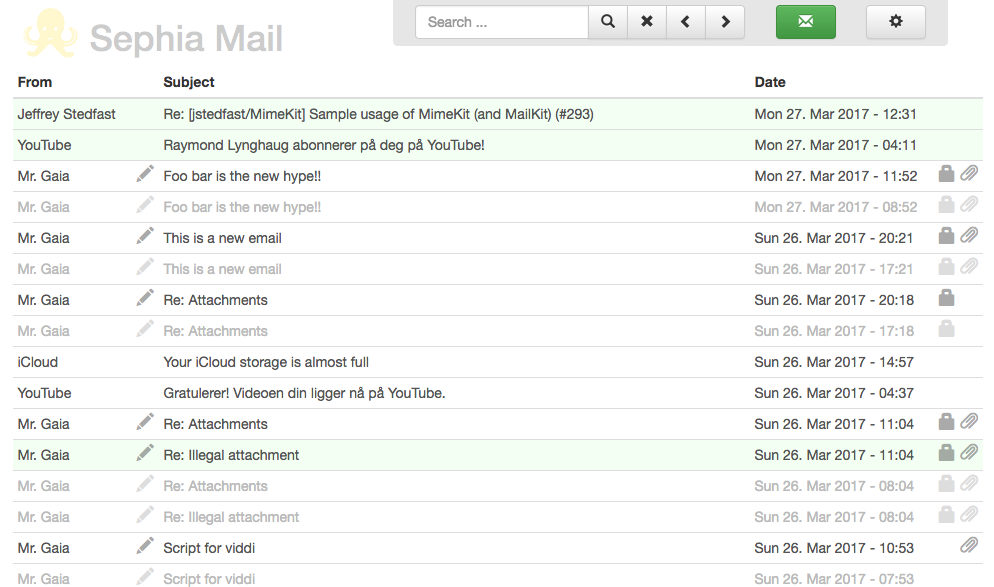 Sephia Mail
Search ...
From Subject Date
Jeffrey Stedfast Re: [jstedfast/MimeKit] Sample usage of MimeKit (and MailKit) (#293) Mon 27. Mar 2017 - 12:31
YouTube Raymond Lynghaug abonnerer på deg på YouTube! Mon 27. Mar 2017 - 04:11
Mr. Gaia Foo bar is the new hype!! Mon 27. Mar 2017 - 11:52
Mr. Gaia Foo bar is the new hype!! Mon 27. Mar 2017 - 08:52
Mr. Gaia This is a new email Sun 26. Mar 2017 - 20:21
Mr. Gaia This is a new email Sun 26. Mar 2017 - 17:21
Mr. Gaia Re: Attachments Sun 26. Mar 2017 - 20:18
Mr. Gaia Re: Attachments Sun 26. Mar 2017 - 17:18
iCloud Your iCloud storage is almost full Sun 26. Mar 2017 - 14:57
YouTube Gratulerer! Videoen din ligger nå på YouTube. Sun 26. Mar 2017 - 04:37
Mr. Gaia Re: Attachments Sun 26. Mar 2017 - 11:04
Mr. Gaia Re: Illegal attachment Sun 26. Mar 2017 - 11:04
Mr. Gaia Re: Attachments Sun 26. Mar 2017 - 08:04
Mr. Gaia Re: Illegal attachment Sun 26. Mar 2017 - 08:04
Mr. Gaia Script for viddi Sun 26. Mar 2017 - 10:53
Mr. Gaia Script for viddi Sun 26. Mar 2017 - 07:53